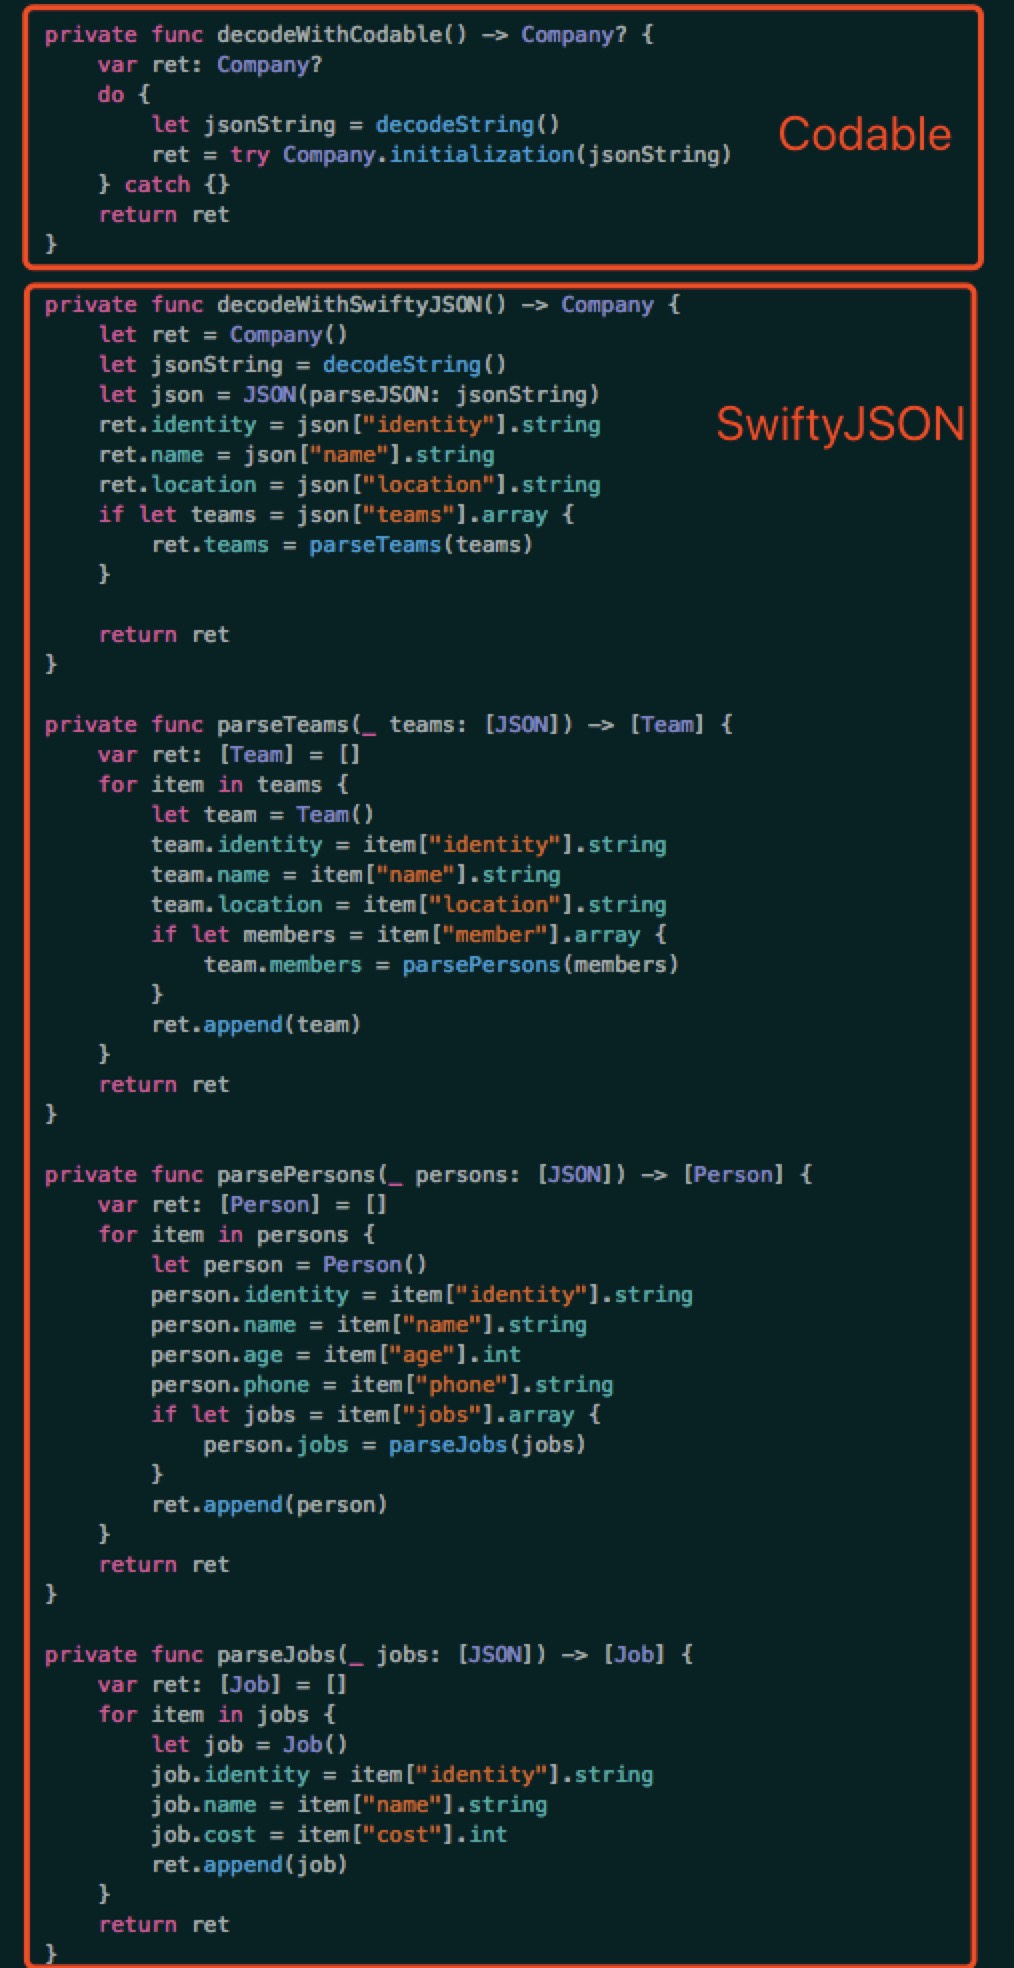 private func decodeWithCodable() -> Company? {
    var ret: Company?
    do {
        let jsonString = decodeString()
        ret = try Company.initialization(jsonString)
    } catch {}
    return ret
}
Codable
private func decodeWithSwiftyJSON() -> Company {
    let ret = Company()
    let jsonString = decodeString()
    let json = JSON(parseJSON: jsonString)
    ret.identity = json["identity"].string
    ret.name = json["name"].string
    ret.location = json["location"].string
    if let teams = json["teams"].array {
        ret.teams = parseTeams(teams)
    }

    return ret
}
SwiftyJSON

private func parseTeams(_ teams: [JSON]) -> [Team] {
    var ret: [Team] = []
    for item in teams {
        let team = Team()
        team.identity = item["identity"].string
        team.name = item["name"].string
        team.location = item["location"].string
        if let members = item["member"].array {
            team.members = parsePersons(members)
        }
        ret.append(team)
    }
    return ret
}

private func parsePersons(_ persons: [JSON]) -> [Person] {
    var ret: [Person] = []
    for item in persons {
        let person = Person()
        person.identity = item["identity"].string
        person.name = item["name"].string
        person.age = item["age"].int
        person.phone = item["phone"].string
        if let jobs = item["jobs"].array {
            person.jobs = parseJobs(jobs)
        }
        ret.append(person)
    }
    return ret
}

private func parseJobs(_ jobs: [JSON]) -> [Job] {
    var ret: [Job] = []
    for item in jobs {
        let job = Job()
        job.identity = item["identity"].string
        job.name = item["name"].string
        job.cost = item["cost"].int
        ret.append(job)
    }
    return ret
}